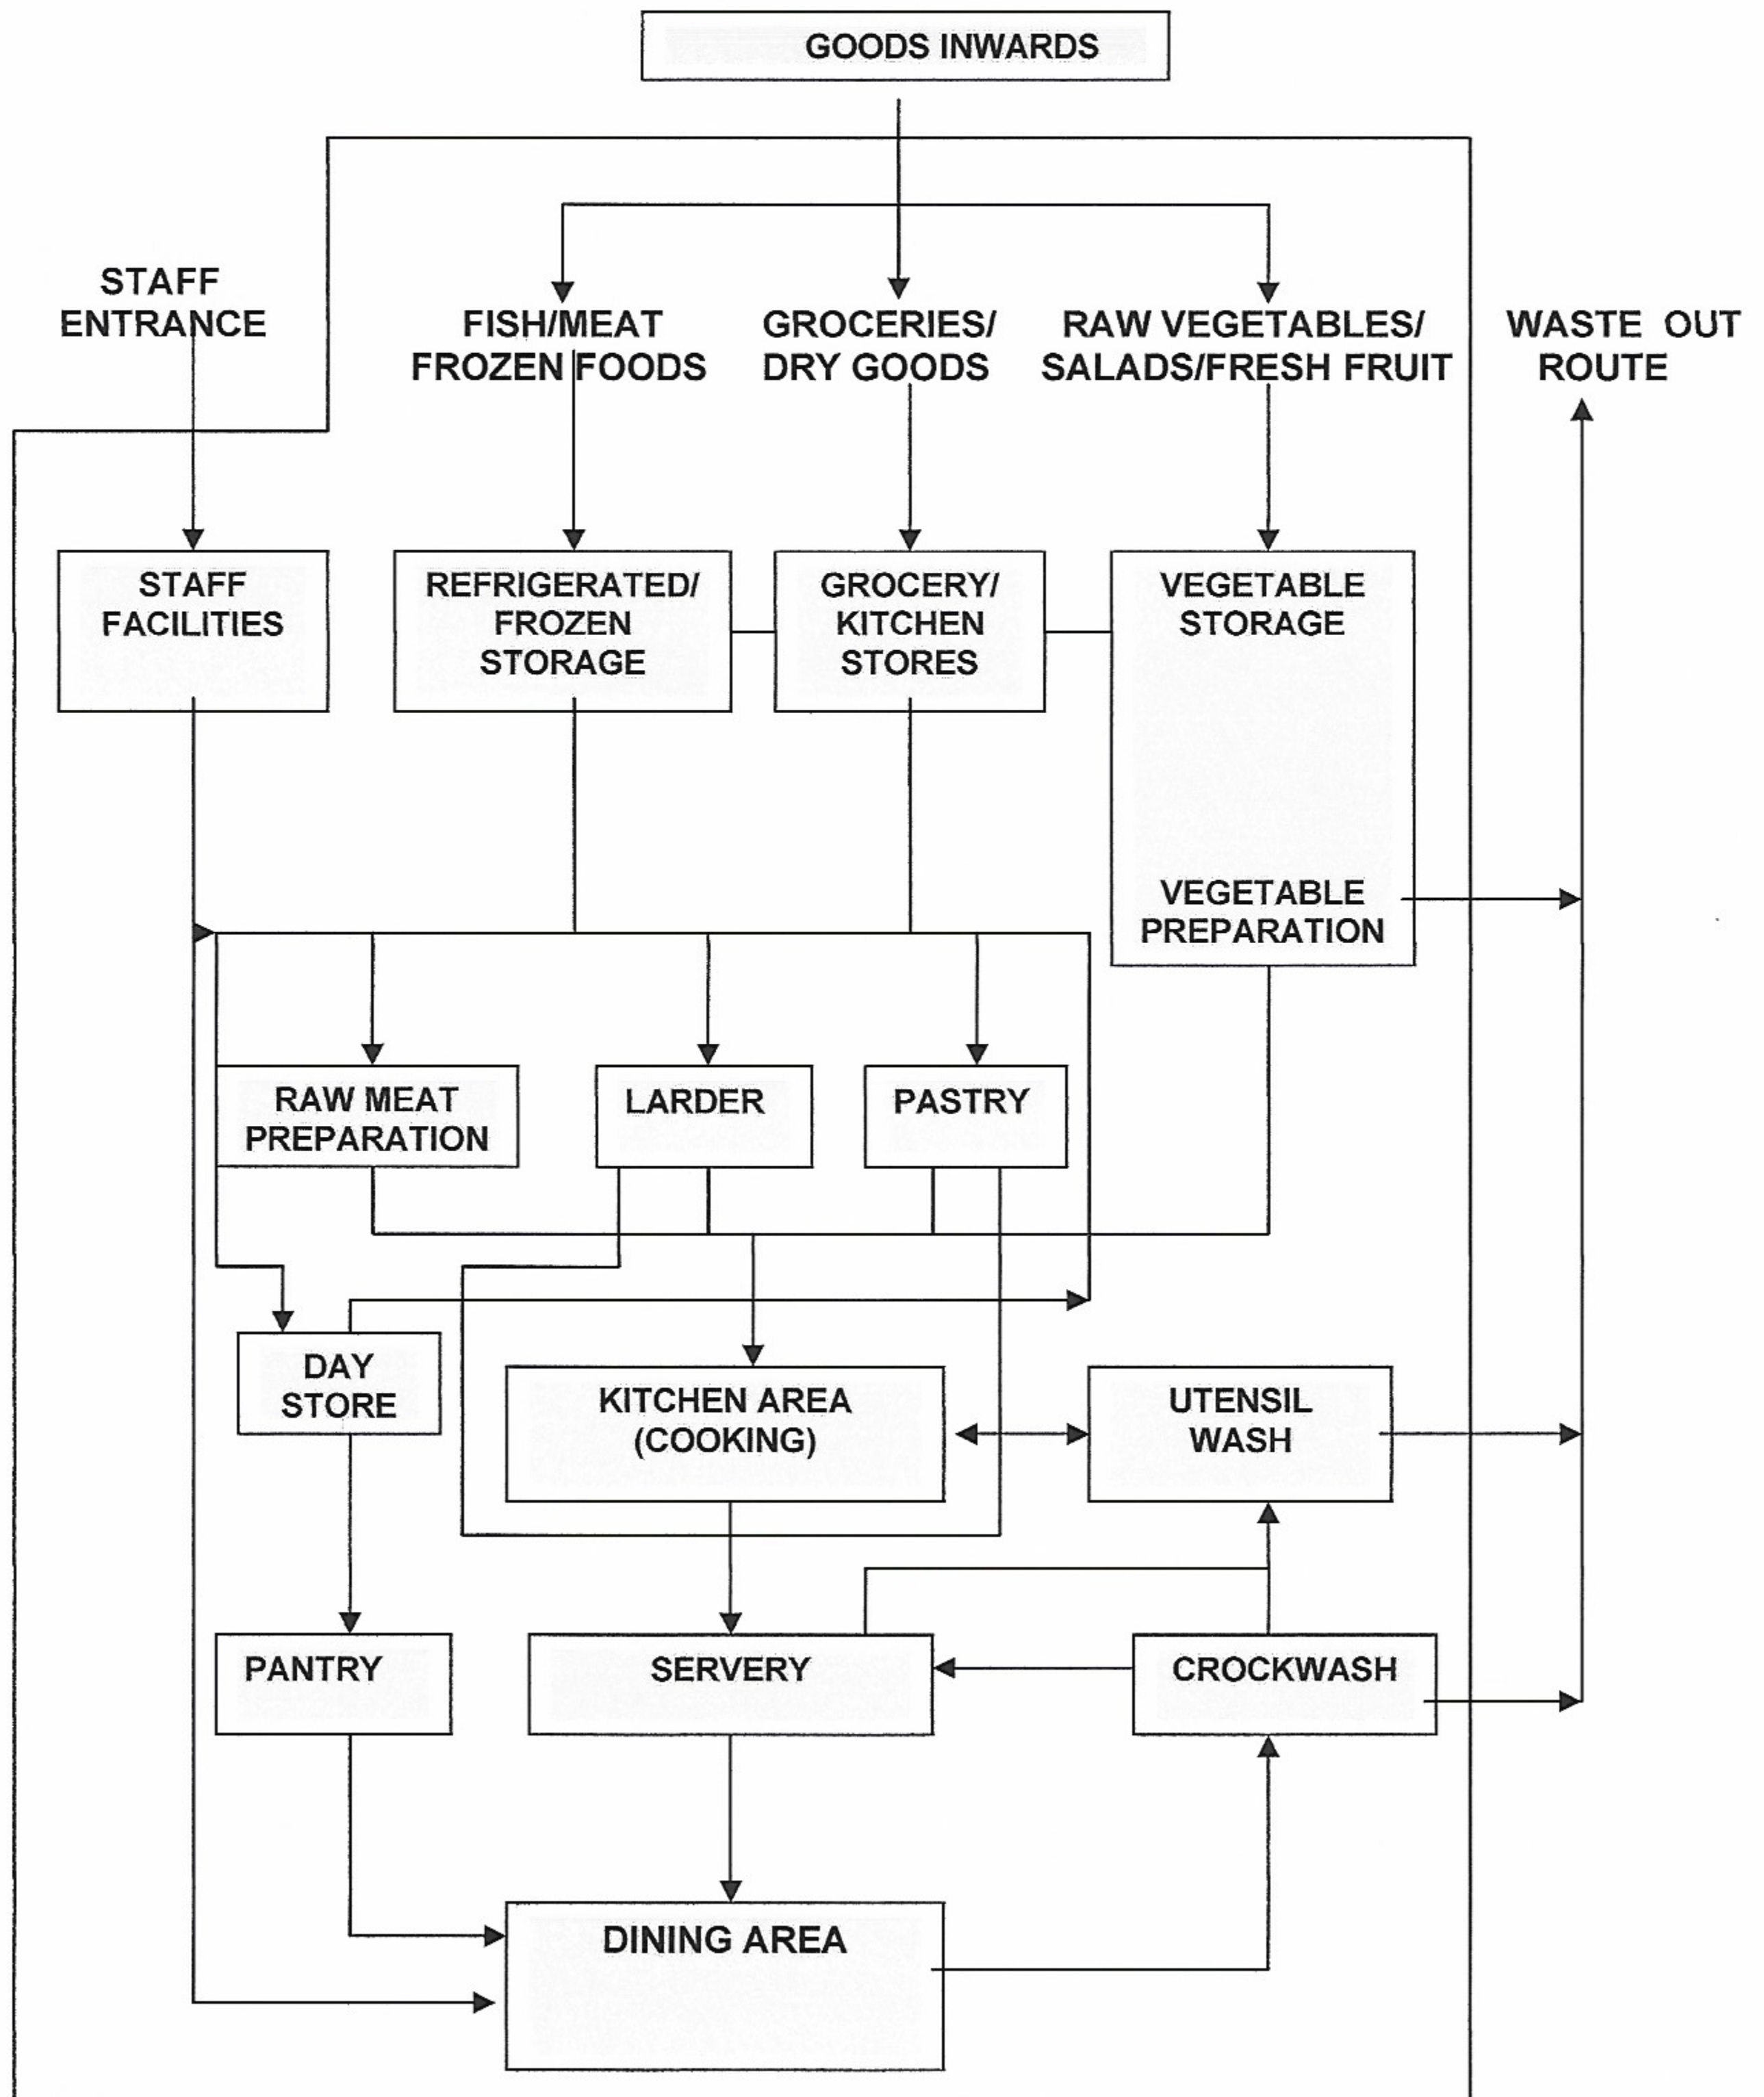 GOODS INWARDS
STAFF
ENTRANCE
FISH/MEAT
FROZEN FOODS
GROCERIES/
DRY GOODS
RAW VEGETABLES/
SALADS/FRESH FRUIT
WASTE OUT
ROUTE
STAFF
FACILITIES
REFRIGERATED/
FROZEN
STORAGE
GROCERY/
KITCHEN
STORES
VEGETABLE
STORAGE
VEGETABLE
PREPARATION
RAW MEAT
PREPARATION
LARDER
PASTRY
DAY
STORE
KITCHEN AREA
(COOKING)
UTENSIL
WASH
PANTRY
SERVERY
CROCKWASH
DINING AREA